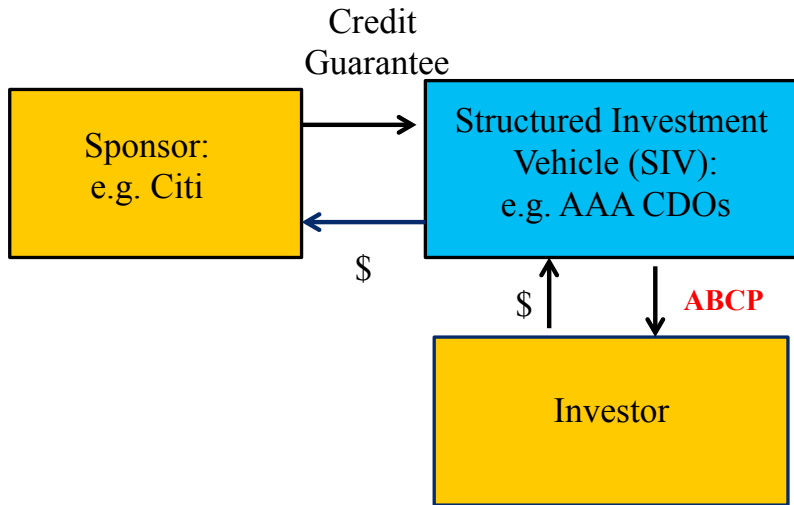 Credit
Guarantee
Sponsor:
e.g. Citi
Structured Investment
Vehicle (SIV):
e.g. AAA CDOs
$
$
ABCP
Investor